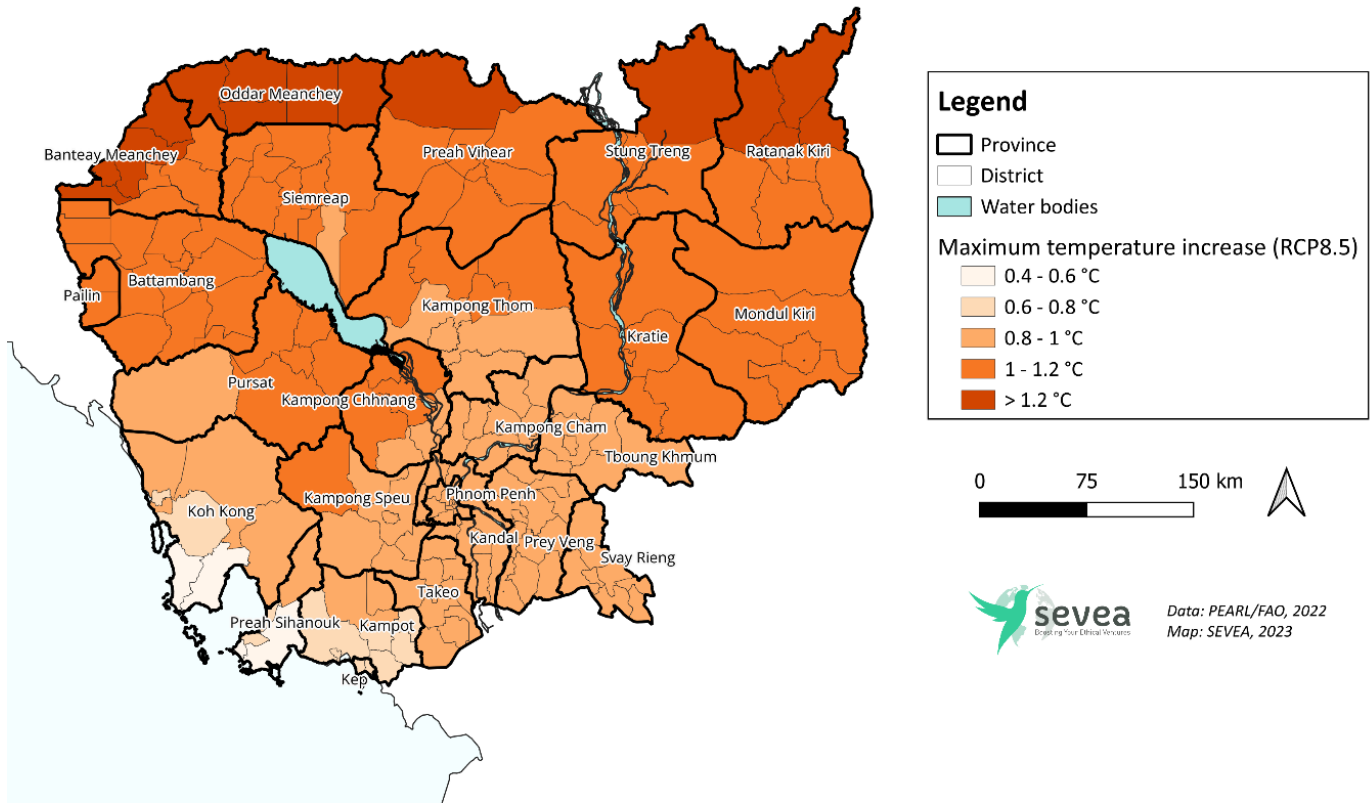 Oddar Meanchey
Banteay Meanchey
Preah Vihear
Stung Treng
Ratanak Kiri
Siemreap
Battambang
Pailin
Kampong Thom
Mondul Kiri
Kratie
Pursat
Kampong Chhnang
Kampong Cham
Tboung Khmum
Kampong Speu
Phnom Penh
Koh Kong
Kandal
Prey Veng
Svay Rieng
Takeo
Preah Sihanouk
Kampot
Kep
Legend
Province
District
Water bodies
Maximum temperature increase (RCP8.5)
0.4 - 0.6 °C
0.6 - 0.8 °C
0.8 - 1 °C
1 - 1.2 °C
> 1.2 °C
0 75 150 km
sevea
Boosting Your Ethical Ventures
Data: PEARL/FAO, 2022
Map: SEVEA, 2023